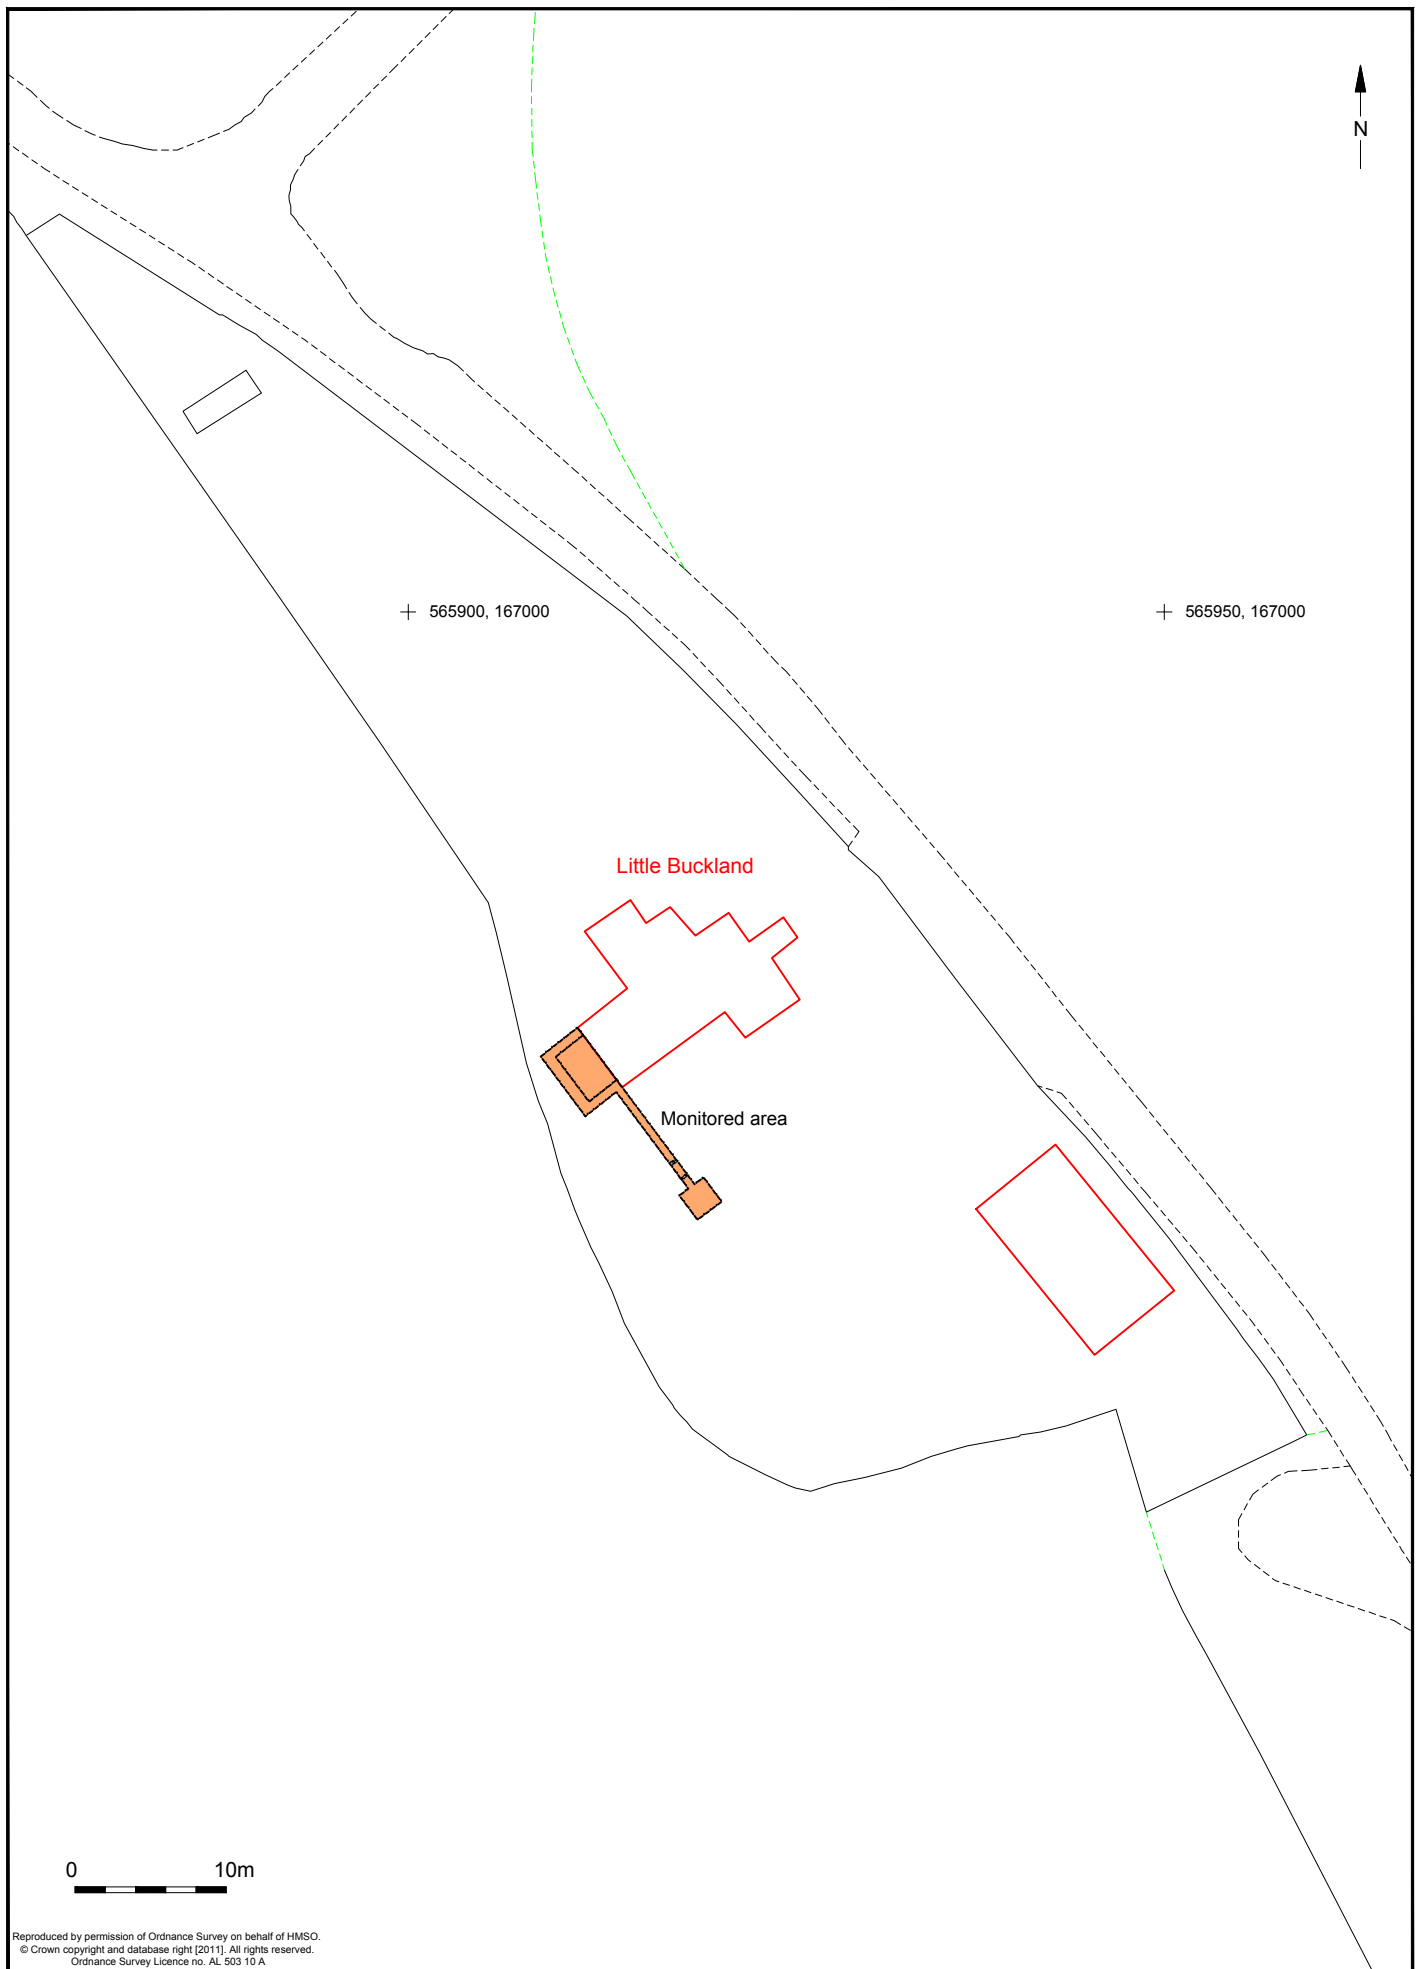 N
565900, 167000
565950, 167000
Little Buckland
Monitored area
0 10m
Reproduced by permission of Ordnance Survey on behalf of HMSO.
© Crown copyright and database right [2011]. All rights reserved.
Ordnance Survey Licence no. AL 503 10 A